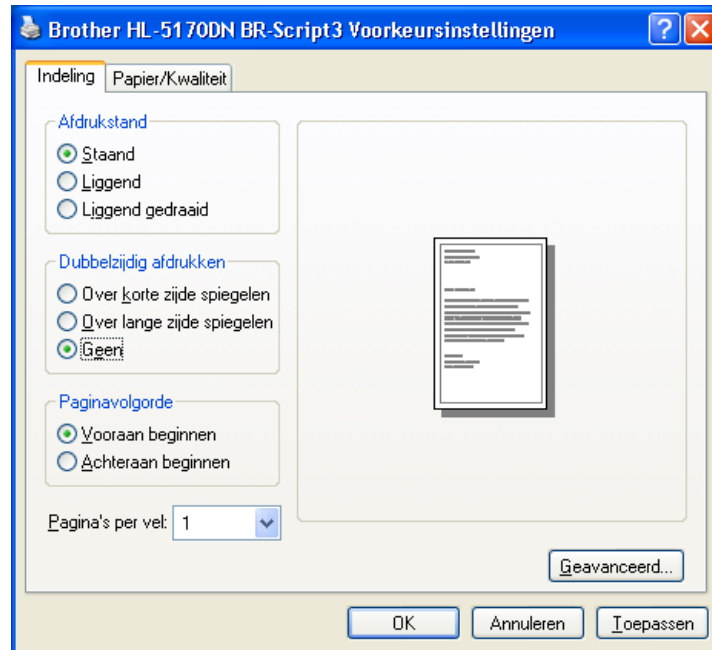 Brother HL-5170DN BR-Script3 Voorkeursinstellingen
Indeling
Papier/Kwaliteit
Afdrukstand
Staand
Liggend
Liggend gedraaid
Dubbelzijdig afdrukken
Over korte zijde spiegelen
Over lange zijde spiegelen
Geen
Paginavolgorde
Vooraan beginnen
Achteraan beginnen
Pagina's per vel: 1
Geavanceerd...
OK
Annuleren
Toepassen